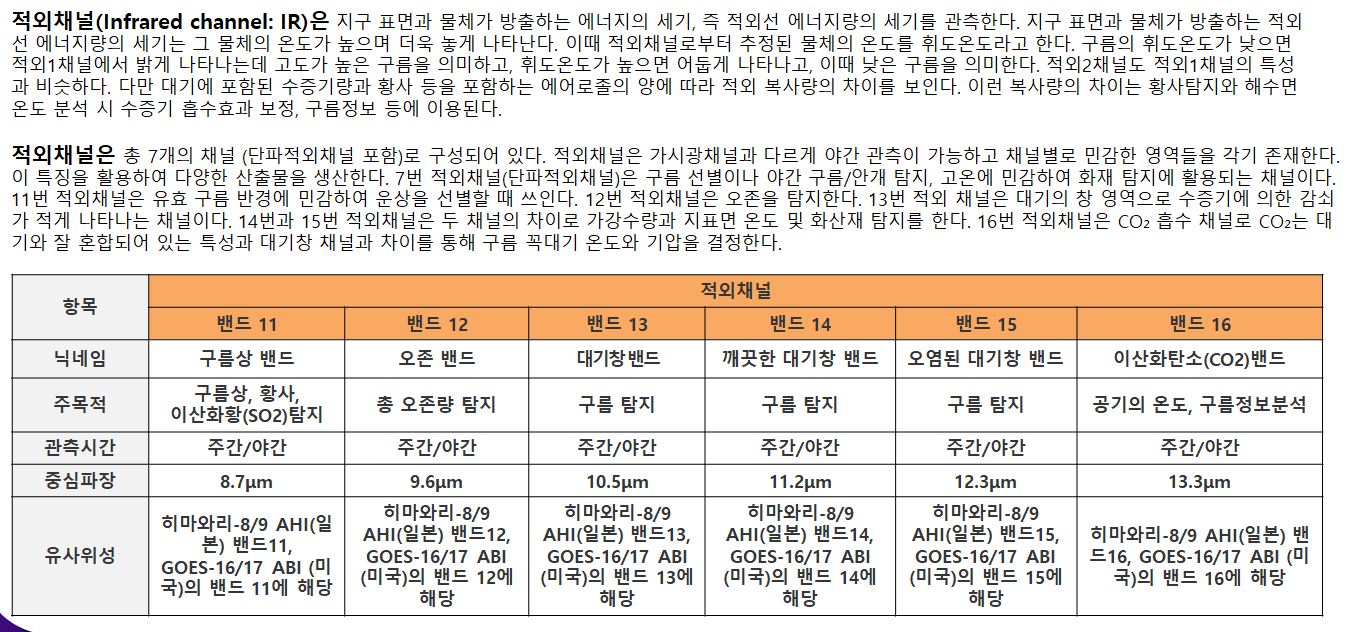 적외채널(Infrared channel: IR)은 지구 표면과 물체가 방출하는 에너지의 세기, 즉 적외선 에너지량의 세기를 관측한다. 지구 표면과 물체가 방출하는 적외
선 에너지량의 세기는 그 물체의 온도가 높으며 더욱 놓게 나타난다. 이때 적외채널로부터 추정된 물체의 온도를 휘도온도라고 한다. 구름의 휘도온도가 낮으면
적외1채널에서 밝게 나타나는데 고도가 높은 구름을 의미하고, 휘도온도가 높으면 어둡게 나타나고, 이때 낮은 구름을 의미한다. 적외2채널도 적외1채널의 특성
과 비슷하다. 다만 대기에 포함된 수증기량과 황사 등을 포함하는 에어로졸의 양에 따라 적외 복사량의 차이를 보인다. 이런 복사량의 차이는 황사탐지와 해수면
온도 분석 시 수증기 흡수효과 보정, 구름정보 등에 이용된다.
적외채널은 총 7개의 채널 (단파적외채널 포함)로 구성되어 있다. 적외채널은 가시광채널과 다르게 야간 관측이 가능하고 채널별로 민감한 영역들을 각기 존재한다.
이 특징을 활용하여 다양한 산출물을 생산한다. 7번 적외채널(단파적외채널)은 구름 선별이나 야간 구름/안개 탐지, 고온에 민감하여 화재 탐지에 활용되는 채널이다.
11번 적외채널은 유효 구름 반경에 민감하여 운상을 선별할 때 쓰인다. 12번 적외채널은 오존을 탐지한다. 13번 적외 채널은 대기의 창 영역으로 수증기에 의한 감쇠
가 적게 나타나는 채널이다. 14번과 15번 적외채널은 두 채널의 차이로 가강수량과 지표면 온도 및 화산재 탐지를 한다. 16번 적외채널은 CO₂ 흡수 채널로 CO₂는 대
기와 잘 혼합되어 있는 특성과 대기창 채널과 차이를 통해 구름 꼭대기 온도와 기압을 결정한다.
항목 적외채널
밴드 11 밴드 12 밴드 13 밴드 14 밴드 15 밴드 16
닉네임 구름상 밴드 오존 밴드 대기창밴드 깨끗한 대기창 밴드 오염된 대기창 밴드 이산화탄소(CO2)밴드
주목적 구름상, 황사, 이산화황(SO2)탐지 총 오존량 탐지 구름 탐지 구름 탐지 구름 탐지 공기의 온도, 구름정보분석
관측시간 주간/야간 주간/야간 주간/야간 주간/야간 주간/야간 주간/야간
중심파장 8.7μm 9.6μm 10.5μm 11.2μm 12.3μm 13.3μm
유사위성 히마와리-8/9 AHI(일본) 밴드11, GOES-16/17 ABI (미국)의 밴드 11에 해당 히마와리-8/9 AHI(일본) 밴드12, GOES-16/17 ABI (미국)의 밴드 12에 해당 히마와리-8/9 AHI(일본) 밴드13, GOES-16/17 ABI (미국)의 밴드 13에 해당 히마와리-8/9 AHI(일본) 밴드14, GOES-16/17 ABI (미국)의 밴드 14에 해당 히마와리-8/9 AHI(일본) 밴드15, GOES-16/17 ABI (미국)의 밴드 15에 해당 히마와리-8/9 AHI(일본) 밴드16, GOES-16/17 ABI (미국)의 밴드 16에 해당